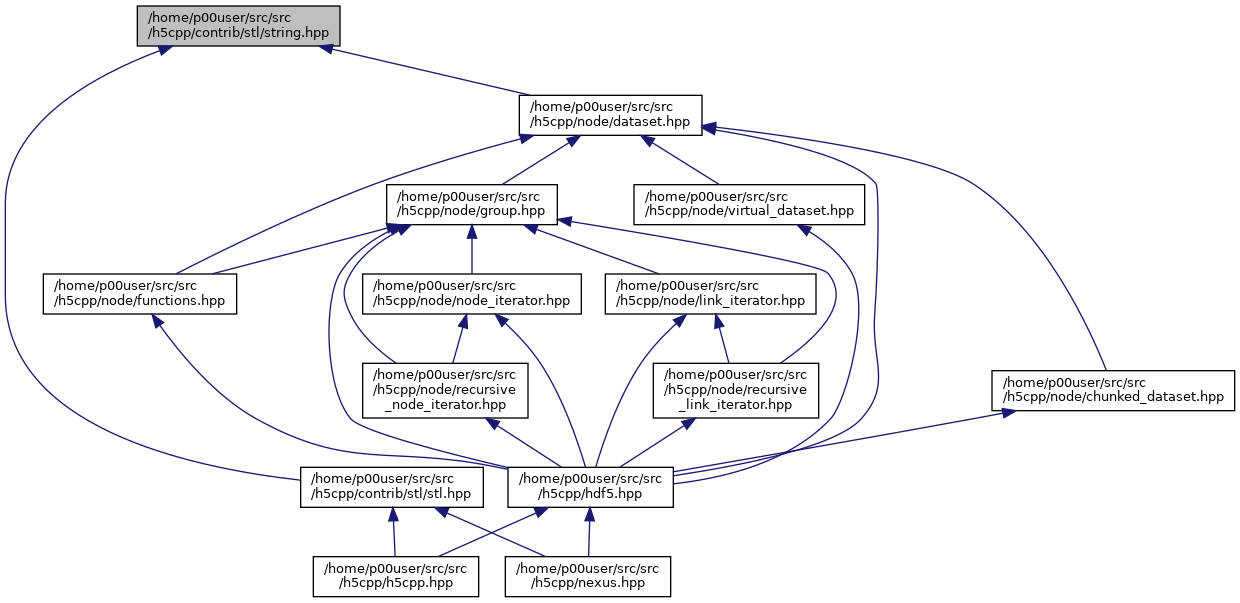 /home/p00user/src/src
/h5cpp/contrib/stl/string.hpp
/home/p00user/src/src
/h5cpp/node/dataset.hpp
/home/p00user/src/src
/h5cpp/node/group.hpp
/home/p00user/src/src
/h5cpp/node/virtual_dataset.hpp
/home/p00user/src/src
/h5cpp/node/functions.hpp
/home/p00user/src/src
/h5cpp/node/node_iterator.hpp
/home/p00user/src/src
/h5cpp/node/link_iterator.hpp
/home/p00user/src/src
/h5cpp/node/recursive
_node_iterator.hpp
/home/p00user/src/src
/h5cpp/node/recursive
_link_iterator.hpp
/home/p00user/src/src
/h5cpp/node/chunked_dataset.hpp
/home/p00user/src/src
/h5cpp/contrib/stl/stl.hpp
/home/p00user/src/src
/h5cpp/hdf5.hpp
/home/p00user/src/src
/h5cpp/h5cpp.hpp
/home/p00user/src/src
/h5cpp/nexus.hpp